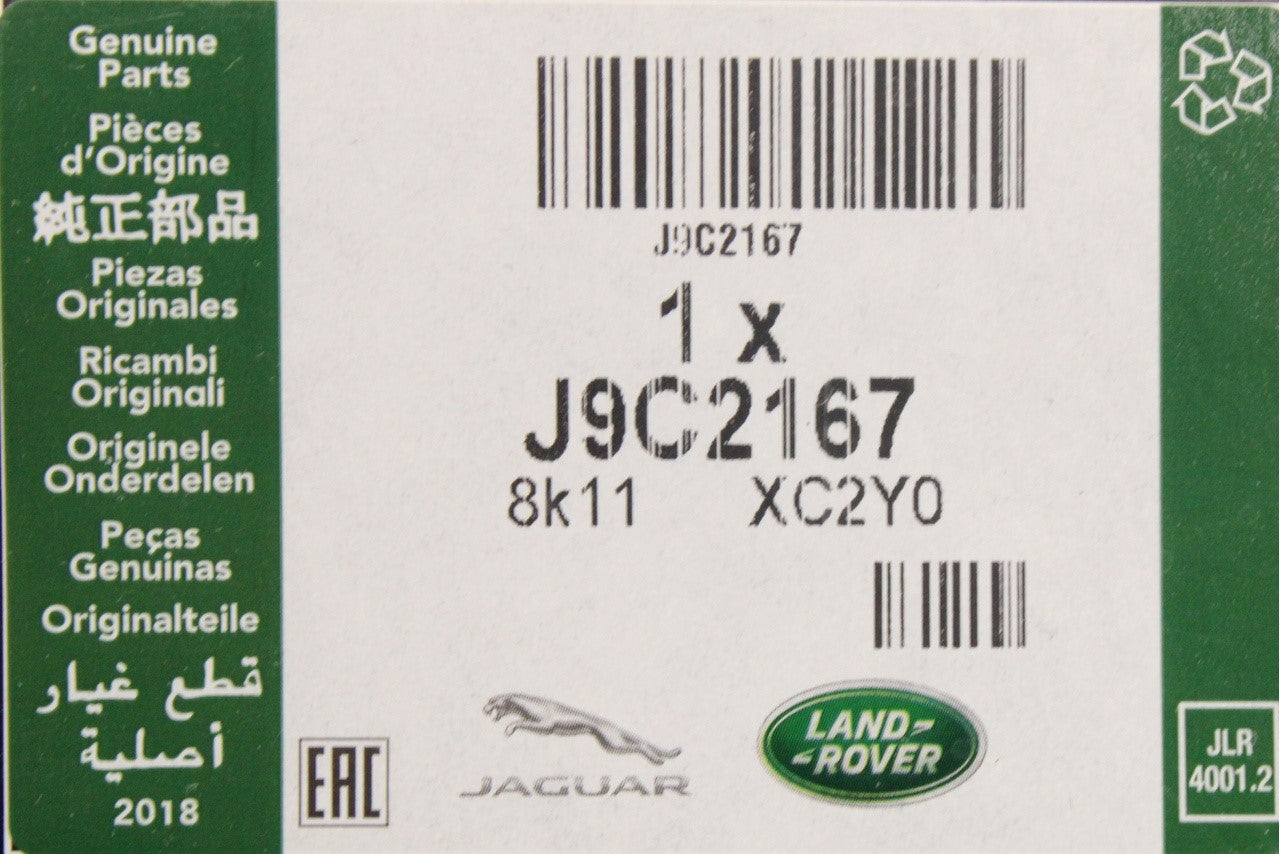 Genuine
Parts
Pièces
d'Origine
純正部品
Piezas
Originales
Ricambi
Originali
Originele
Onderdelen
Peças
Genuínas
Originalteile
قطع غيار
أصلية
2018
J9C2167
1 x
J9C2167
8k11 XC2Y0
EAC
JAGUAR
LAND-
-ROVER
JLR
4001.2